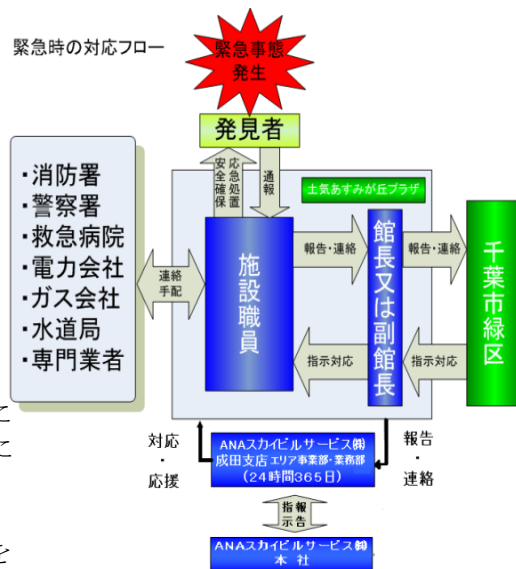 緊急時の対応フロー
緊急事態
発生
発見者
応急処置
安全確保
通報
土気あすみが丘プラザ
・消防署
・警察署
・救急病院
・電力会社
・ガス会社
・水道局
・専門業者
連絡
手配
施設職員
報告・連絡
指示対応
館長又は副館長
報告・連絡
指示対応
千葉市緑区
こ
に
を
対応
・
応援
ANAスカイビルサービス㈱
成田支店 エリア事業部・業務部
(24時間365日)
報告
・
連絡
報告
指示
ANAスカイビルサービス㈱
本 社